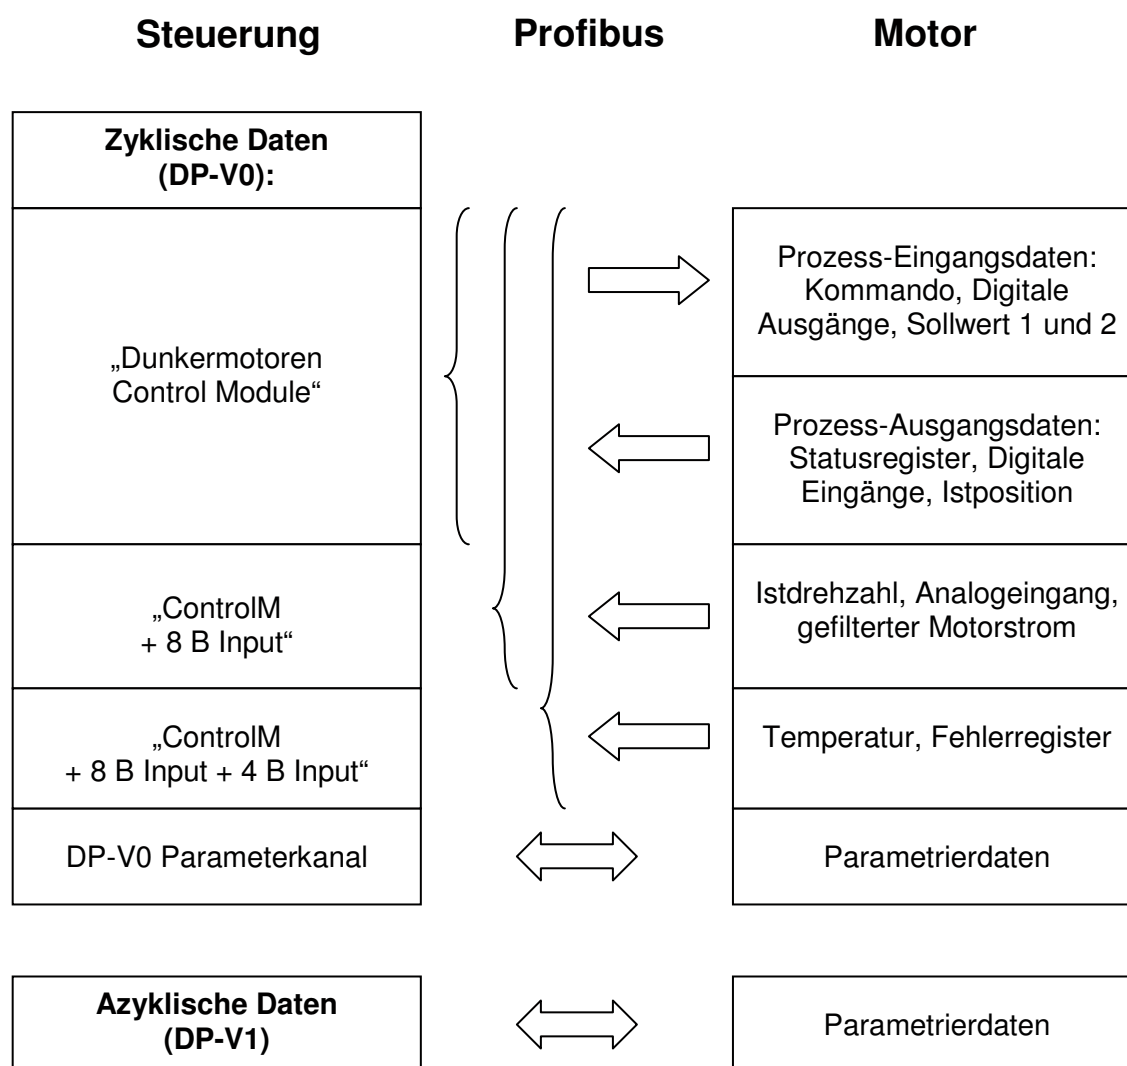 Steuerung Profibus Motor
Zyklische Daten
(DP-V0):
„Dunkermotoren
Control Module“
Prozess-Eingangsdaten:
Kommando, Digitale
Ausgänge, Sollwert 1 und 2
Prozess-Ausgangsdaten:
Statusregister, Digitale
Eingänge, Istposition
„ControlM
+ 8 B Input“
Istdrehzahl, Analogeingang,
gefilterter Motorstrom
„ControlM
+ 8 B Input + 4 B Input“
Temperatur, Fehlerregister
DP-V0 Parameterkanal
Parametrierdaten
Azyklische Daten
(DP-V1)
Parametrierdaten